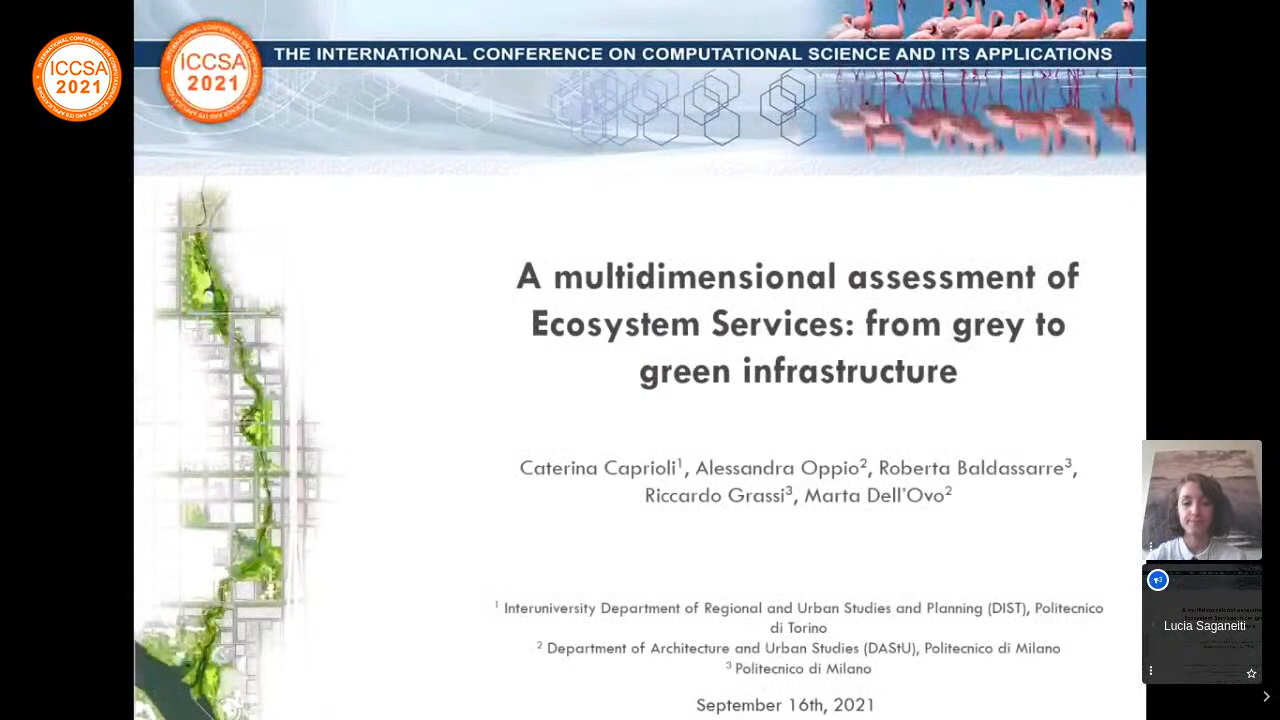 ICCSA
2021
ICCSA
2021
THE INTERNATIONAL CONFERENCE ON COMPUTATIONAL SCIENCE AND ITS APPLICATIONS
A multidimensional assessment of
Ecosystem Services: from grey to
green infrastructure
Caterina Caprioli1, Alessandra Oppio2, Roberta Baldassarre3,
Riccardo Grassi3, Marta Dell'Ovo2
1 Interuniversity Department of Regional and Urban Studies and Planning (DIST), Politecnico
di Torino
2 Department of Architecture and Urban Studies (DAStU), Politecnico di Milano
3 Politecnico di Milano
September 16th, 2021
Lucia Saganeiti